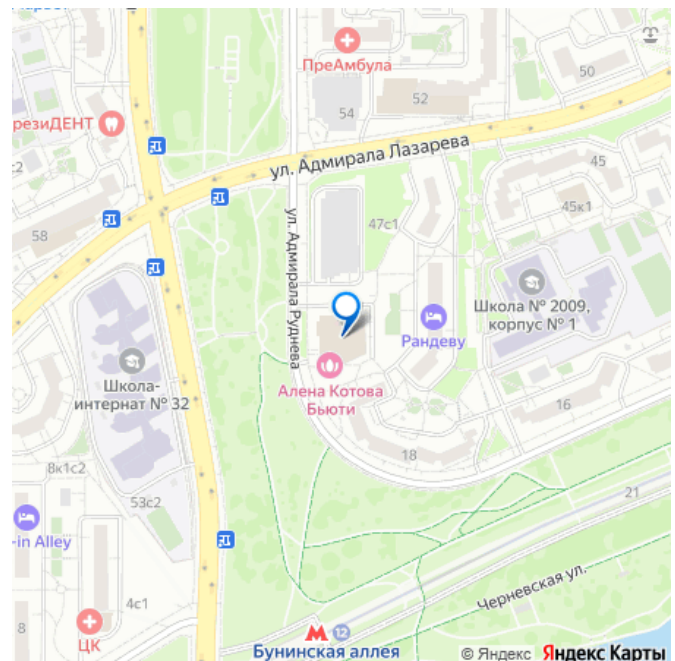 ПреАмбула
54
52
50
резиДЕНТ
ул. Адмирала Лазарева
45
45к1
47с1
58
ул. Адмирала Руднева
Школа № 2009,
корпус № 1
Рандеву
Школа-
интернат № 32
Алена Котова
Бьюти
16
18
8к1с2
53с2
21
-in Alley
Черневская ул.
4с1
8
ЦК
12
Бунинская аллея
© Яндекс Яндекс Карты